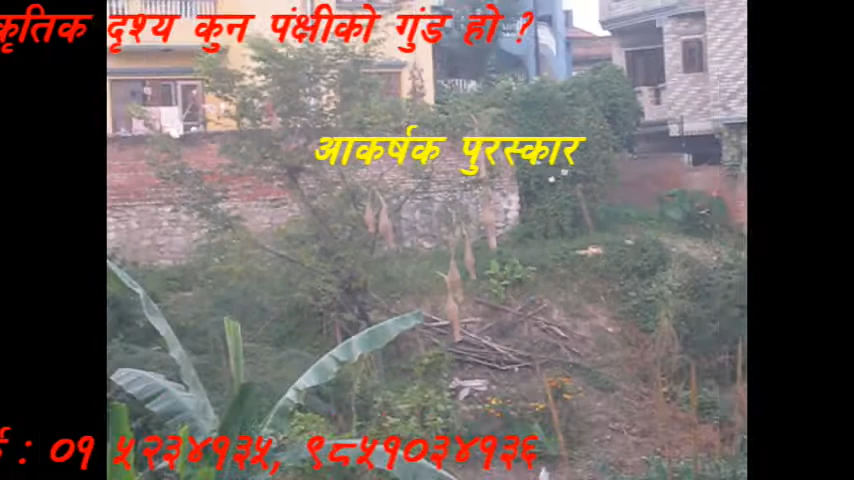 कृतिक दृश्य कुन पंक्षीको गुंड हो ?
आकर्षक पुरस्कार
: ०१ ५२३४१३५, ९८५१०३४१३६